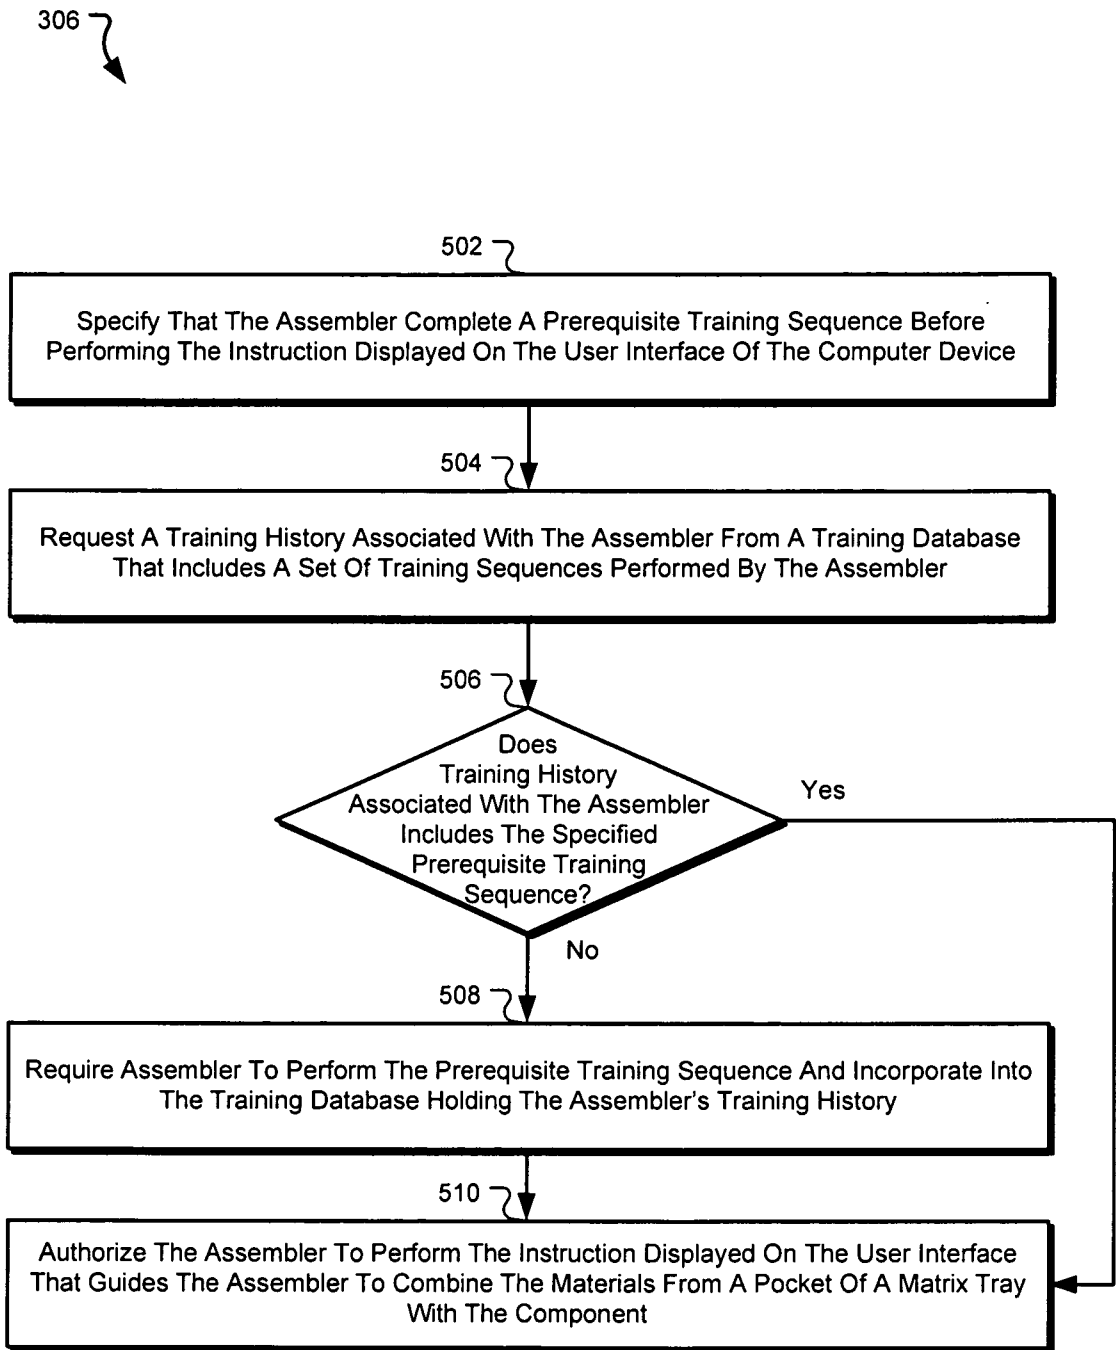 306
502
Specify That The Assembler Complete A Prerequisite Training Sequence Before
Performing The Instruction Displayed On The User Interface Of The Computer Device
504
Request A Training History Associated With The Assembler From A Training Database
That Includes A Set Of Training Sequences Performed By The Assembler
506
Does
Training History
Associated With The Assembler
Includes The Specified
Prerequisite Training
Sequence?
Yes
No
508
Require Assembler To Perform The Prerequisite Training Sequence And Incorporate Into
The Training Database Holding The Assembler's Training History
510
Authorize The Assembler To Perform The Instruction Displayed On The User Interface
That Guides The Assembler To Combine The Materials From A Pocket Of A Matrix Tray
With The Component